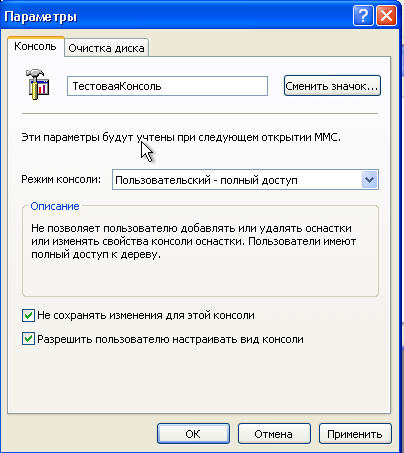 Параметры
Консоль Очистка диска
ТестоваяКонсоль Сменить значок...
Эти параметры будут учтены при следующем открытии MMC.
Режим консоли: Пользовательский - полный доступ
Описание
Не позволяет пользователю добавлять или удалять оснастки
или изменять свойства консоли оснастки. Пользователи имеют
полный доступ к дереву.
Не сохранять изменения для этой консоли
Разрешить пользователю настраивать вид консоли
ОК Отмена Применить